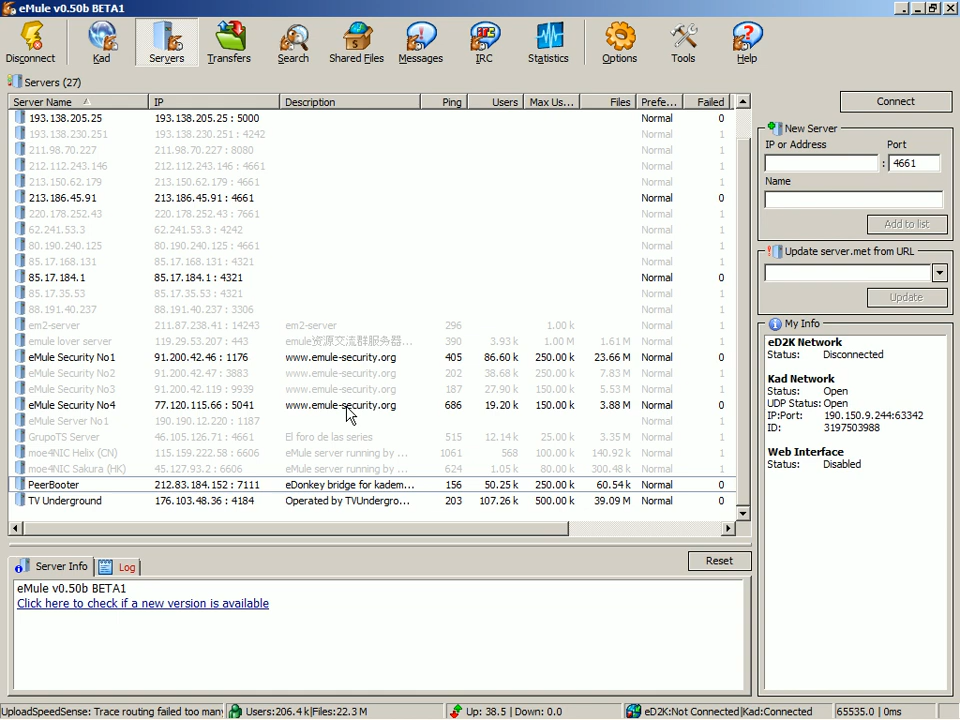 eMule v0.50b BETA1
Disconnect Kad Servers Transfers Search Shared Files Messages IRC Statistics Options Tools Help
Servers (27)
Server Name IP Description Ping Users Max Us... Files Prefe... Failed
193.138.205.25 193.138.205.25 : 5000 Normal 0
193.138.230.251 193.138.230.251 : 4242 Normal 1
211.98.70.227 211.98.70.227 : 8080 Normal 1
212.112.243.146 212.112.243.146 : 4661 Normal 1
213.150.62.179 213.150.62.179 : 4661 Normal 1
213.186.45.91 213.186.45.91 : 4661 Normal 0
220.178.252.43 220.178.252.43 : 7661 Normal 1
62.241.53.3 62.241.53.3 : 4242 Normal 1
80.190.240.125 80.190.240.125 : 4661 Normal 1
85.17.168.131 85.17.168.131 : 4321 Normal 1
85.17.184.1 85.17.184.1 : 4321 Normal 0
85.17.35.53 85.17.35.53 : 4321 Normal 1
88.191.40.237 88.191.40.237 : 3306 Normal 1
em2-server 211.87.238.41 : 14243 em2-server 296 1.00 k Normal 1
emule lover server 119.29.53.207 : 443 emule资源交流群服务器... 390 3.93 k 1.00 M 1.61 M Normal 1
eMule Security No1 91.200.42.46 : 1176 www.emule-security.org 405 86.60 k 250.00 k 23.66 M Normal 0
eMule Security No2 91.200.42.47 : 3883 www.emule-security.org 202 38.68 k 250.00 k 7.83 M Normal 1
eMule Security No3 91.200.42.119 : 9939 www.emule-security.org 187 27.90 k 150.00 k 5.53 M Normal 1
eMule Security No4 77.120.115.66 : 5041 www.emule-security.org 686 19.20 k 150.00 k 3.88 M Normal 0
eMule Server No1 190.190.12.220 : 1187 Normal 1
GrupoTS Server 46.105.126.71 : 4661 El foro de las series 515 12.14 k 25.00 k 3.35 M Normal 1
moe4NIC Helix (CN) 115.159.222.58 : 6606 eMule server running by ... 1061 568 100.00 k 140.92 k Normal 1
moe4NIC Sakura (HK) 45.127.93.2 : 6606 eMule server running by ... 624 1.05 k 80.00 k 300.48 k Normal 1
PeerBooter 212.83.184.152 : 7111 eDonkey bridge for kadem... 156 50.25 k 250.00 k 60.54 k Normal 0
TV Underground 176.103.48.36 : 4184 Operated by TVUndergro... 203 107.26 k 500.00 k 39.09 M Normal 0
Connect
New Server
IP or Address Port
: 4661
Name
Add to list
Update server.met from URL
Update
My Info
eD2K Network
Status: Disconnected
Kad Network
Status: Open
UDP Status: Open
IP:Port: 190.150.9.244:63342
ID: 3197503988
Web Interface
Status: Disabled
Server Info Log Reset
eMule v0.50b BETA1
Click here to check if a new version is available
UploadSpeedSense: Trace routing failed too man Users:206.4 k|Files:22.3 M Up: 38.5 | Down: 0.0 eD2K:Not Connected|Kad:Connected 65535.0 | 0ms